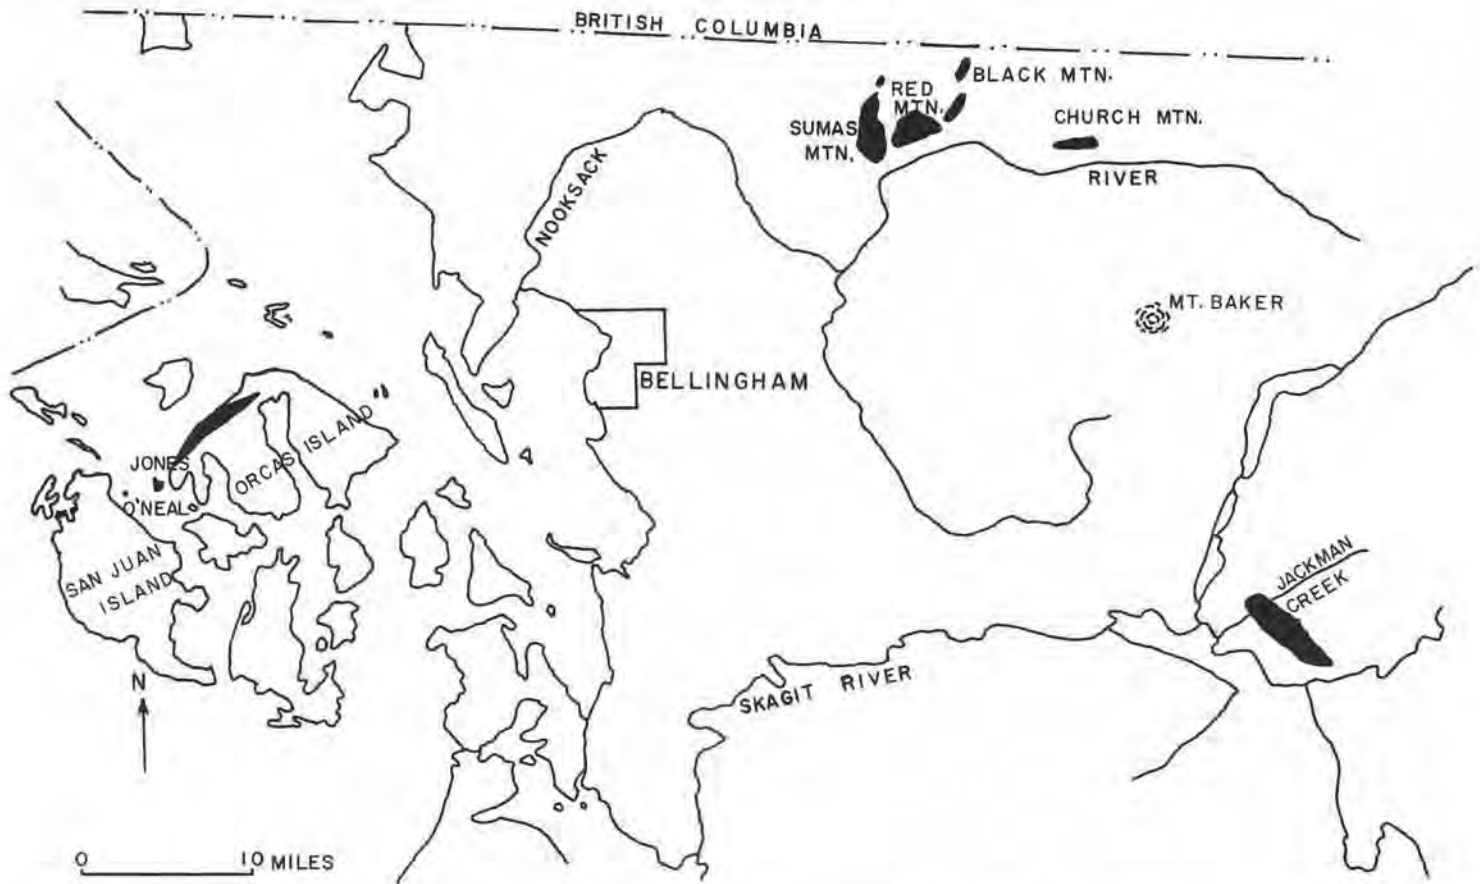 BRITISH COLUMBIA
BLACK MTN.
RED
MTN.
SUMAS
MTN.
CHURCH MTN.
NOOKSACK
RIVER
MT. BAKER
BELLINGHAM
ORCAS ISLAND
JONES
O'NEAL
SAN JUAN
ISLAND
JACKMAN
CREEK
SKAGIT RIVER
N
0 10 MILES